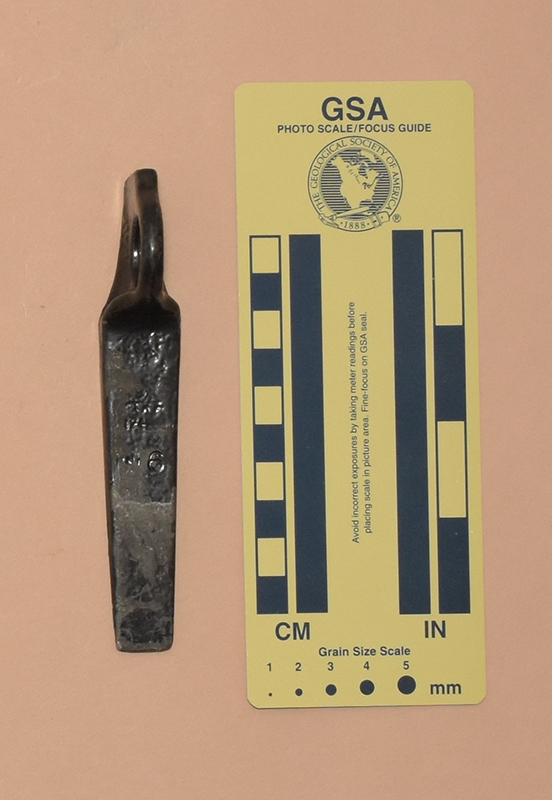 GSA
PHOTO SCALE/FOCUS GUIDE
THE GEOLOGICAL SOCIETY OF AMERICA
1888
®
Avoid incorrect exposures by taking meter readings before
placing scale in picture area. Fine-focus on GSA seal.
CM
IN
Grain Size Scale
1 2 3 4 5
mm